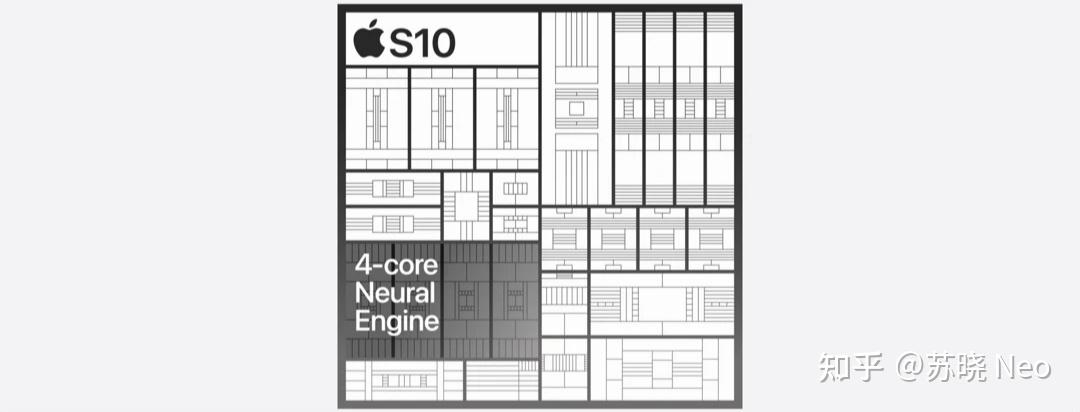 S10
4-core
Neural
Engine
知乎 @苏晓 Neo